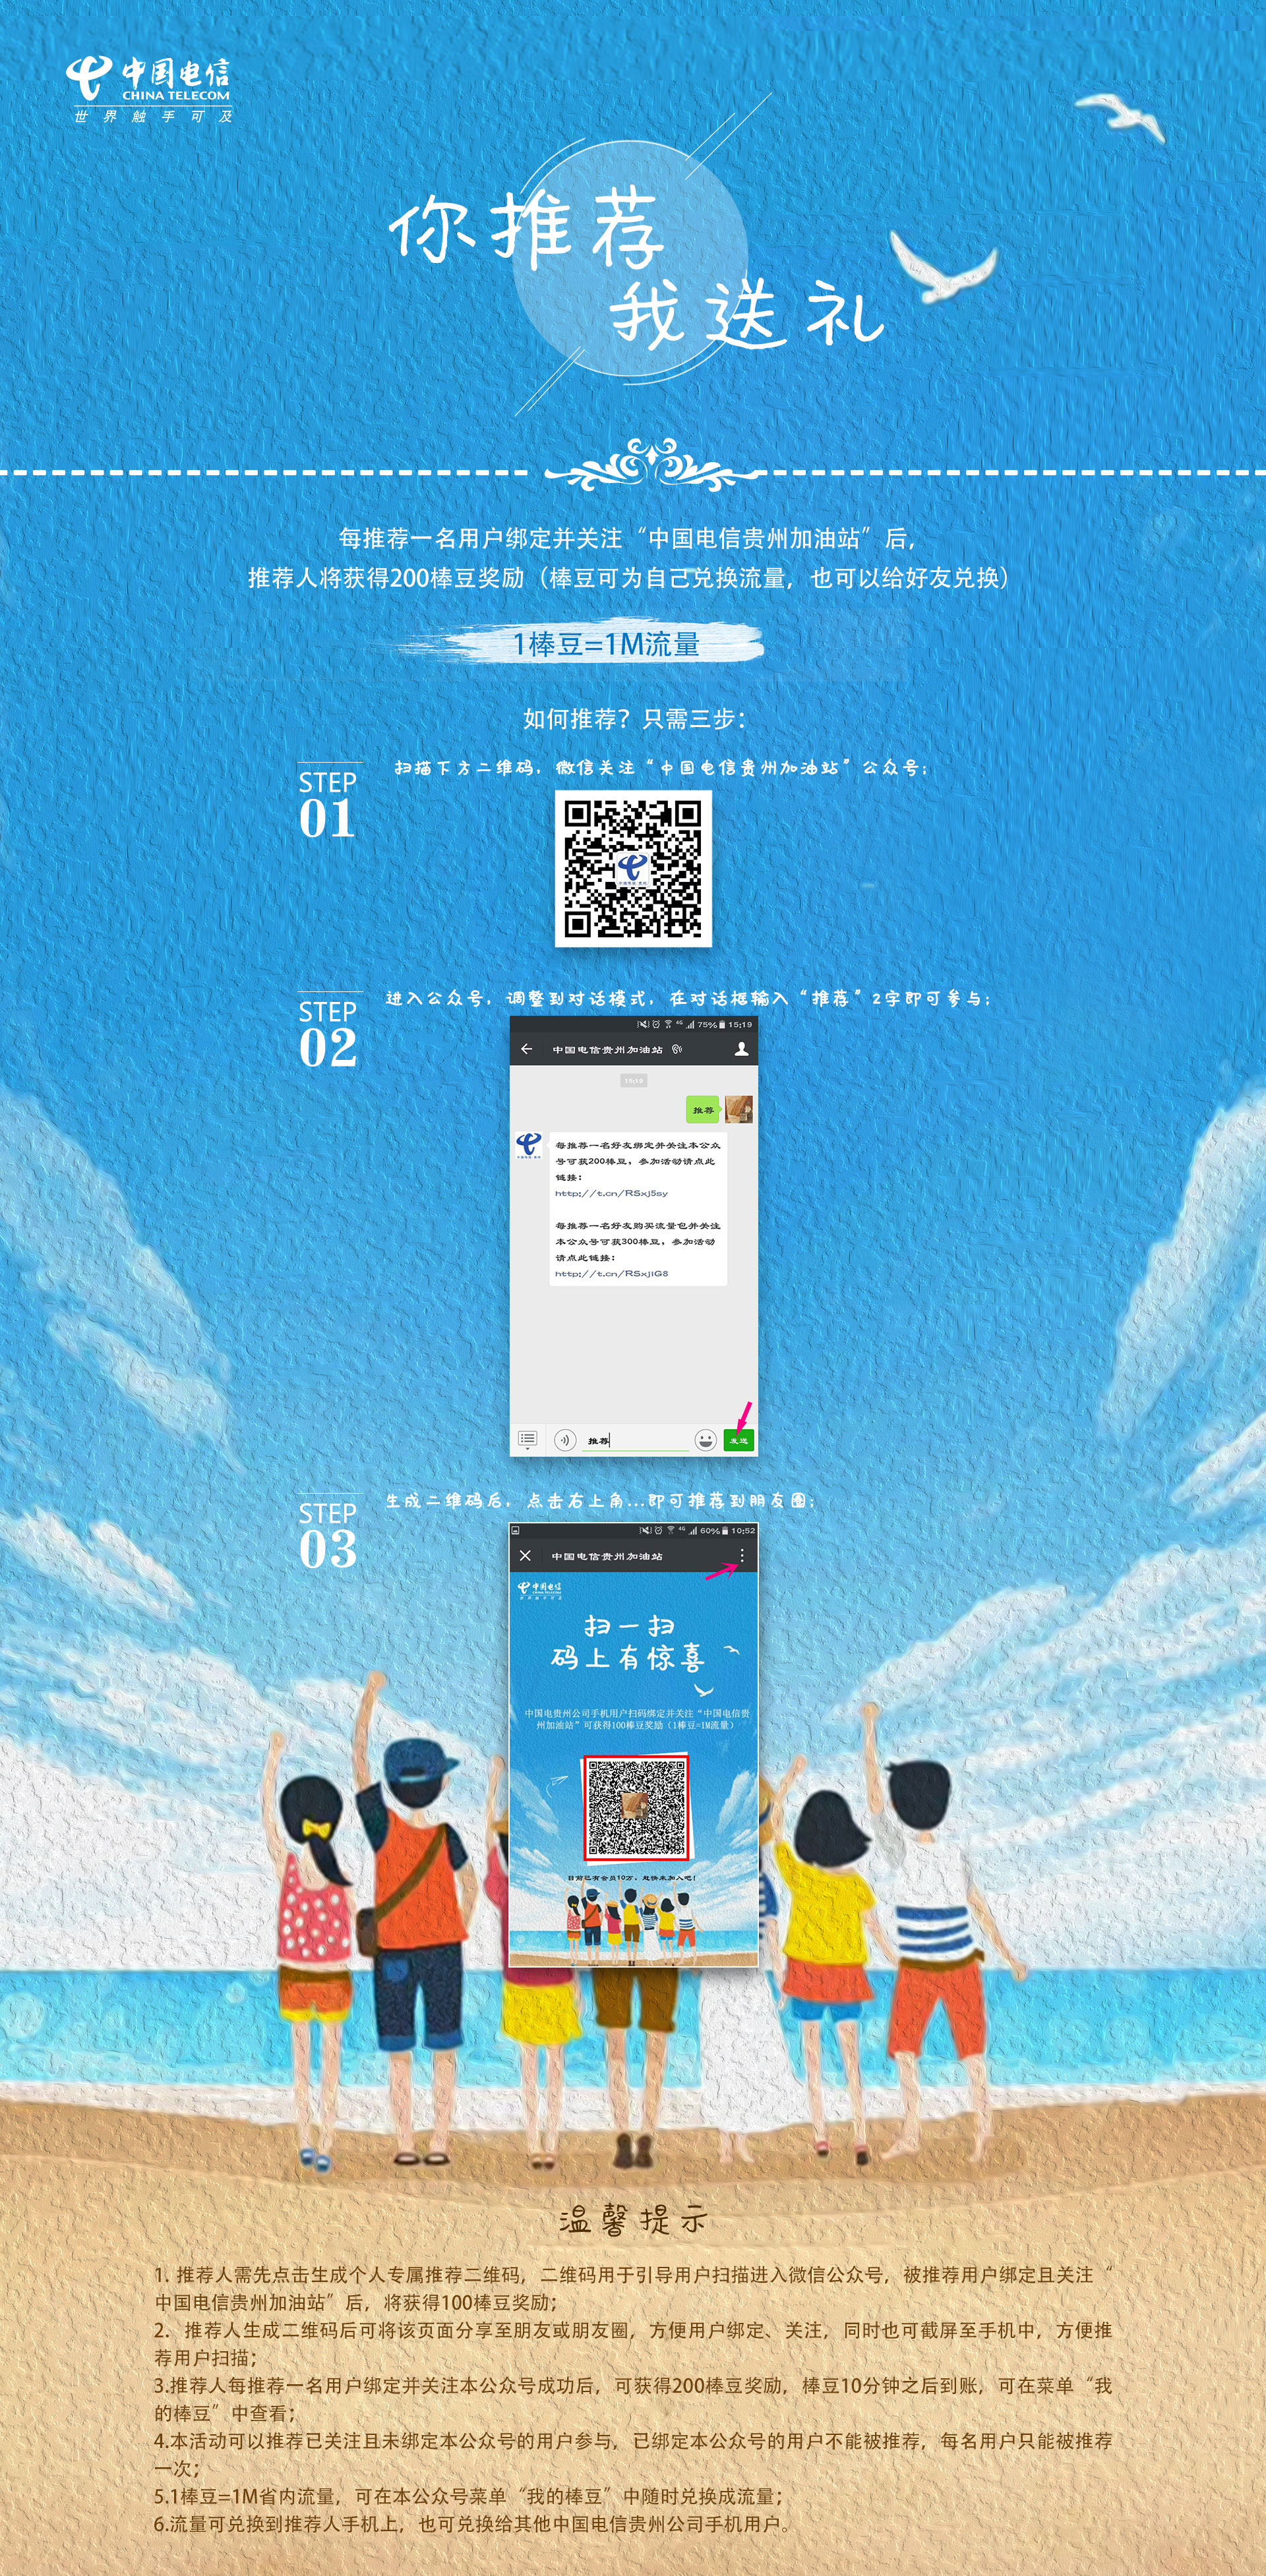 中国电信
CHINA TELECOM
世界触手可及
你推荐
我送礼
每推荐一名用户绑定并关注“中国电信贵州加油站”后，
推荐人将获得200棒豆奖励（棒豆可为自己兑换流量，也可以给好友兑换）
1棒豆=1M流量
如何推荐？只需三步：
STEP
01
扫描下方二维码，微信关注“中国电信贵州加油站”公众号；
STEP
02
进入公众号，调整到对话模式，在对话框输入“推荐”2字即可参与；
4G 75% 15:19
中国电信贵州加油站
15:19
推荐
每推荐一名好友绑定并关注本公众
号可获200棒豆，参加活动请点此
链接：
http://t.cn/RSxj5sy
每推荐一名好友购买流量包并关注
本公众号可获300棒豆，参加活动
请点此链接：
http://t.cn/RSxjlG8
推荐
发送
STEP
03
生成二维码后，点击右上角...即可推荐到朋友圈；
4G 60% 10:52
中国电信贵州加油站
中国电信
CHINA TELECOM
世界触手可及
扫一扫
码上有惊喜
中国电贵州公司手机用户扫码绑定并关注“中国电信贵
州加油站”可获得100棒豆奖励（1棒豆=1M流量）
目前已有会员10万，赶快来加入吧！
温馨提示
1. 推荐人需先点击生成个人专属推荐二维码，二维码用于引导用户扫描进入微信公众号，被推荐用户绑定且关注“
中国电信贵州加油站”后，将获得100棒豆奖励；
2. 推荐人生成二维码后可将该页面分享至朋友或朋友圈，方便用户绑定、关注，同时也可截屏至手机中，方便推
荐用户扫描；
3.推荐人每推荐一名用户绑定并关注本公众号成功后，可获得200棒豆奖励，棒豆10分钟之后到账，可在菜单“我
的棒豆”中查看；
4.本活动可以推荐已关注且未绑定本公众号的用户参与，已绑定本公众号的用户不能被推荐，每名用户只能被推荐
一次；
5.1棒豆=1M省内流量，可在本公众号菜单“我的棒豆”中随时兑换成流量；
6.流量可兑换到推荐人手机上，也可兑换给其他中国电信贵州公司手机用户。